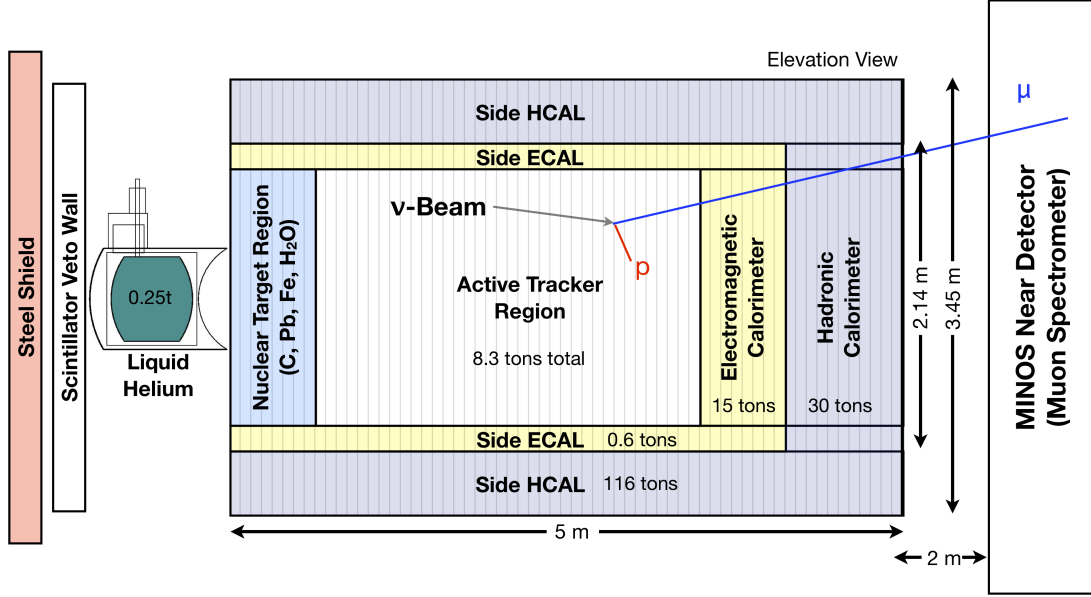 Elevation View
Steel Shield
Scintillator Veto Wall
0.25t
Liquid
Helium
Side HCAL
Side ECAL
Nuclear Target Region
(C, Pb, Fe, H₂O)
ν-Beam
p
μ
Active Tracker
Region
8.3 tons total
Electromagnetic
Calorimeter
15 tons
Hadronic
Calorimeter
30 tons
Side ECAL 0.6 tons
Side HCAL 116 tons
5 m
2.14 m
3.45 m
2 m
MINOS Near Detector
(Muon Spectrometer)